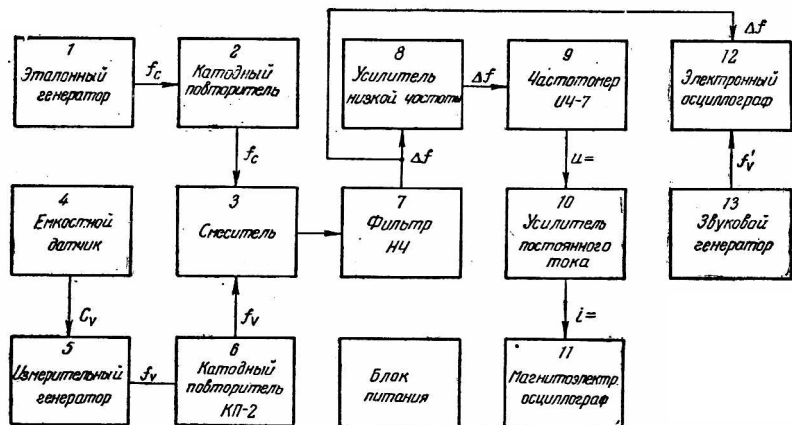 1
Эталонный
генератор
f_c
2
Катодный
повторитель
f_c
8
Усилитель
низкой частоты
Δf
9
Частотомер
ИЧ-7
Δf
12
Электронный
осциллограф
Δf
u=
f'_v
4
Емкостной
датчик
3
Смеситель
7
Фильтр
НЧ
10
Усилитель
постоянного
тока
13
Звуковой
генератор
C_v
f_v
i=
5
Измерительный
генератор
f_v
6
Катодный
повторитель
КП-2
Блок
питания
11
Магнитоэлектр.
осциллограф